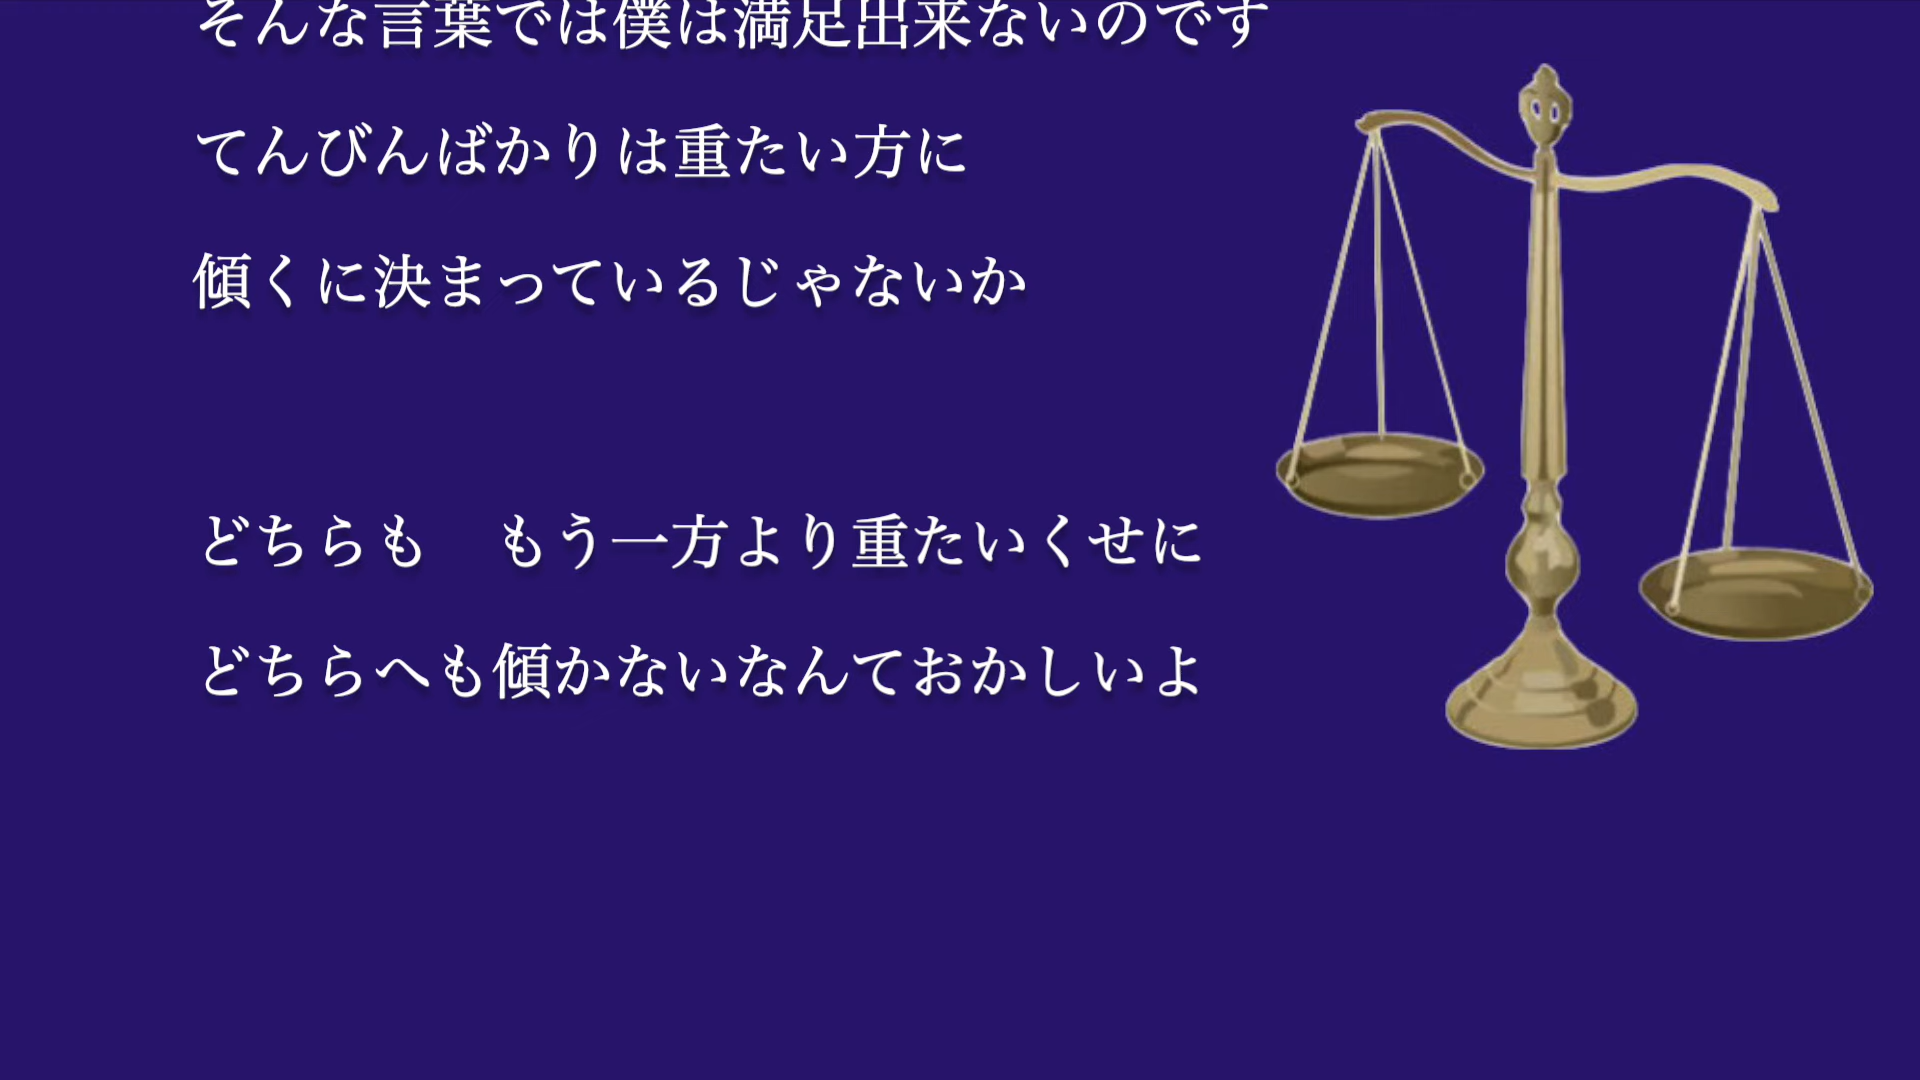 そんな言葉では僕は満足出来ないのです
てんびんばかりは重たい方に
傾くに決まっているじゃないか
どちらも　もう一方より重たいくせに
どちらへも傾かないなんておかしいよ